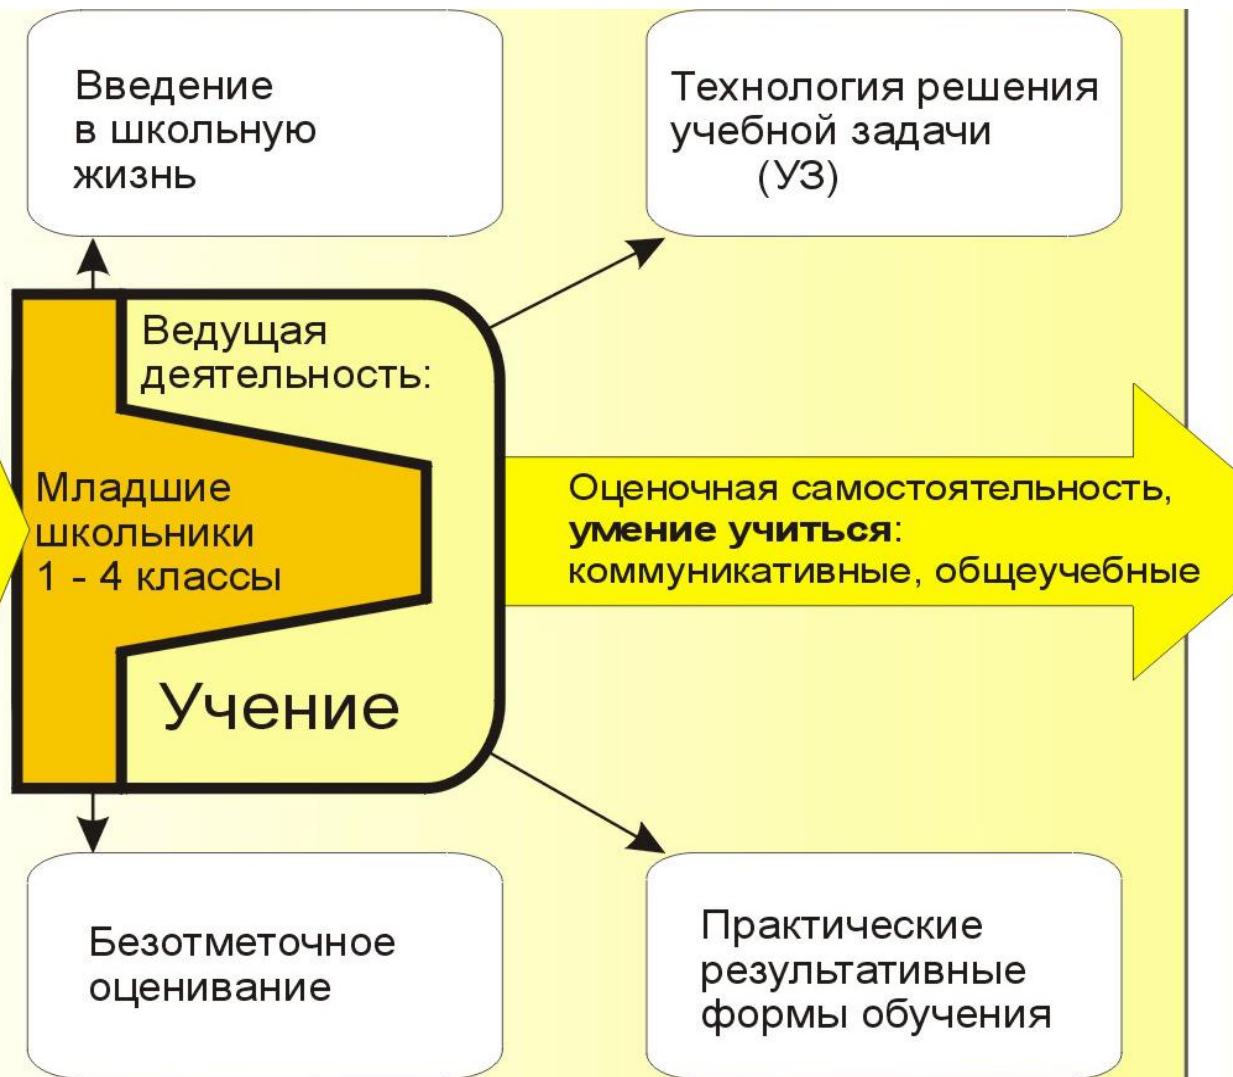 Введение
в школьную
жизнь
Технология решения
учебной задачи
(УЗ)
Ведущая
деятельность:
Младшие
школьники
1 - 4 классы
Учение
Оценочная самостоятельность,
умение учиться:
коммуникативные, общеучебные
Безотметочное
оценивание
Практические
результативные
формы обучения